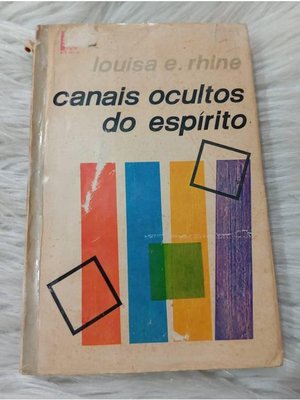 louisa e. rhine
canais ocultos
do espírito